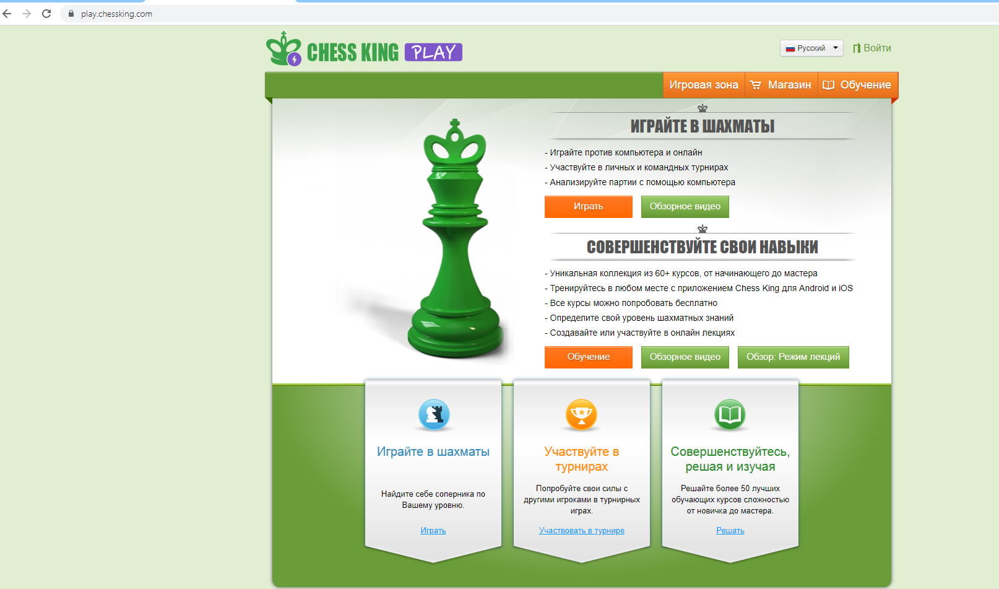 play.chessking.com
CHESS KING PLAY
Русский
Войти
Игровая зона
Магазин
Обучение
ИГРАЙТЕ В ШАХМАТЫ
- Играйте против компьютера и онлайн
- Участвуйте в личных и командных турнирах
- Анализируйте партии с помощью компьютера
Играть
Обзорное видео
СОВЕРШЕНСТВУЙТЕ СВОИ НАВЫКИ
- Уникальная коллекция из 60+ курсов, от начинающего до мастера
- Тренируйтесь в любом месте с приложением Chess King для Android и iOS
- Все курсы можно попробовать бесплатно
- Определите свой уровень шахматных знаний
- Создавайте или участвуйте в онлайн лекциях
Обучение
Обзорное видео
Обзор: Режим лекций
Играйте в шахматы
Найдите себе соперника по
Вашему уровню.
Играть
Участвуйте в
турнирах
Попробуйте свои силы с
другими игроками в турнирных
играх.
Участвовать в турнире
Совершенствуйтесь,
решая и изучая
Решайте более 50 лучших
обучающих курсов сложностью
от новичка до мастера.
Решать